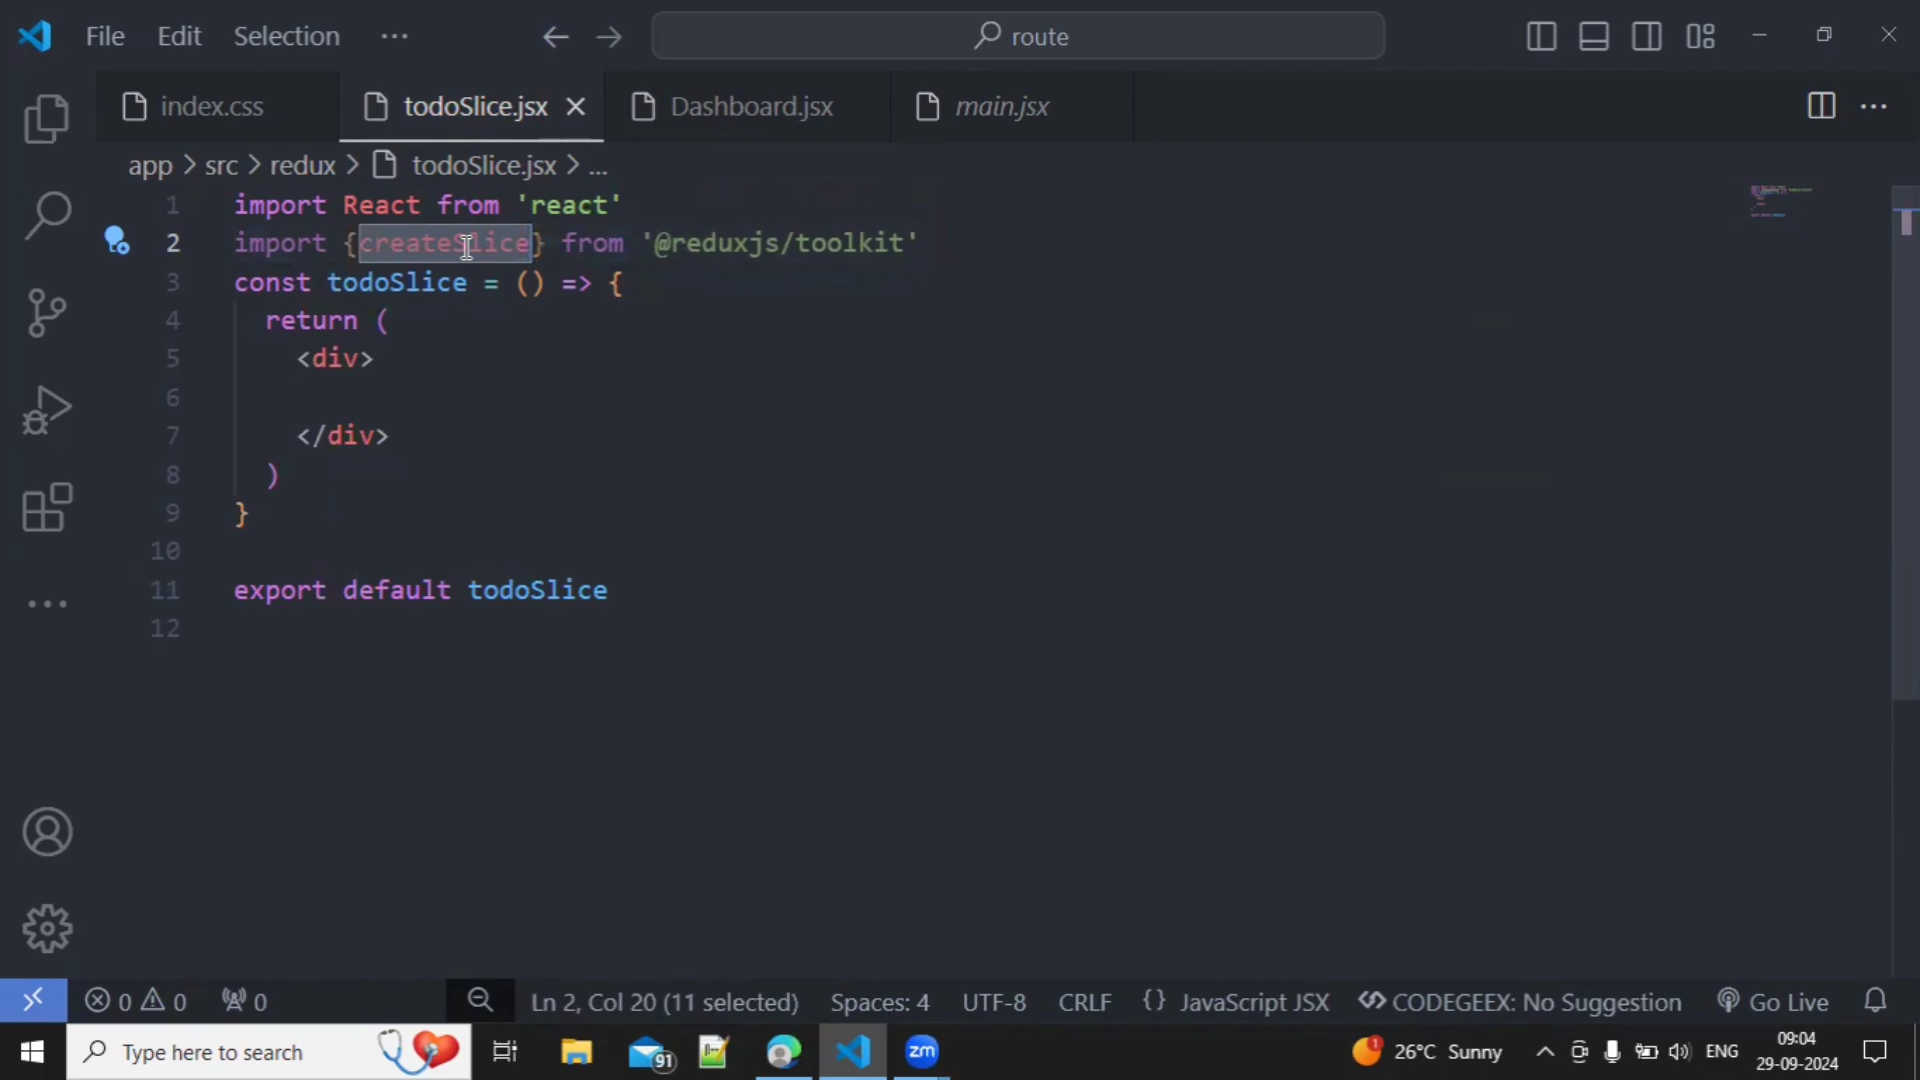 File Edit Selection ... route
index.css todoSlice.jsx Dashboard.jsx main.jsx ...
app > src > redux > todoSlice.jsx > ...
1 import React from 'react'
2 import {createSlice} from '@reduxjs/toolkit'
3 const todoSlice = () => {
4 return (
5 <div>
6
7 </div>
8 )
9 }
10
11 export default todoSlice
12
0 0 0 Ln 2, Col 20 (11 selected) Spaces: 4 UTF-8 CRLF {} JavaScript JSX CODEGEEX: No Suggestion Go Live
Type here to search 91 zm 1 26°C Sunny ENG 09:04
29-09-2024